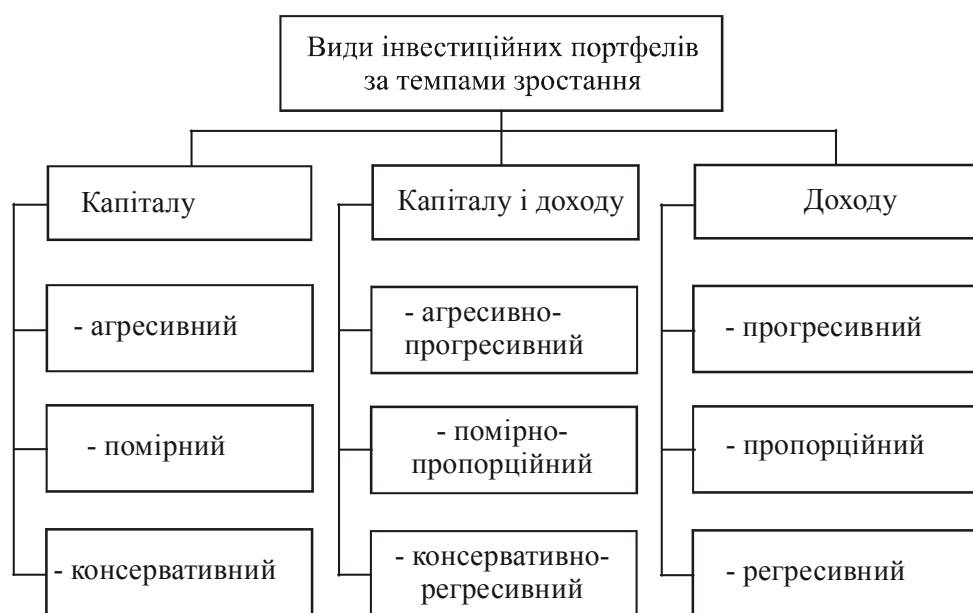 Види інвестиційних портфелів
за темпами зростання
Капіталу
- агресивний
- помірний
- консервативний
Капіталу і доходу
- агресивно-
прогресивний
- помірно-
пропорційний
- консервативно-
регресивний
Доходу
- прогресивний
- пропорційний
- регресивний